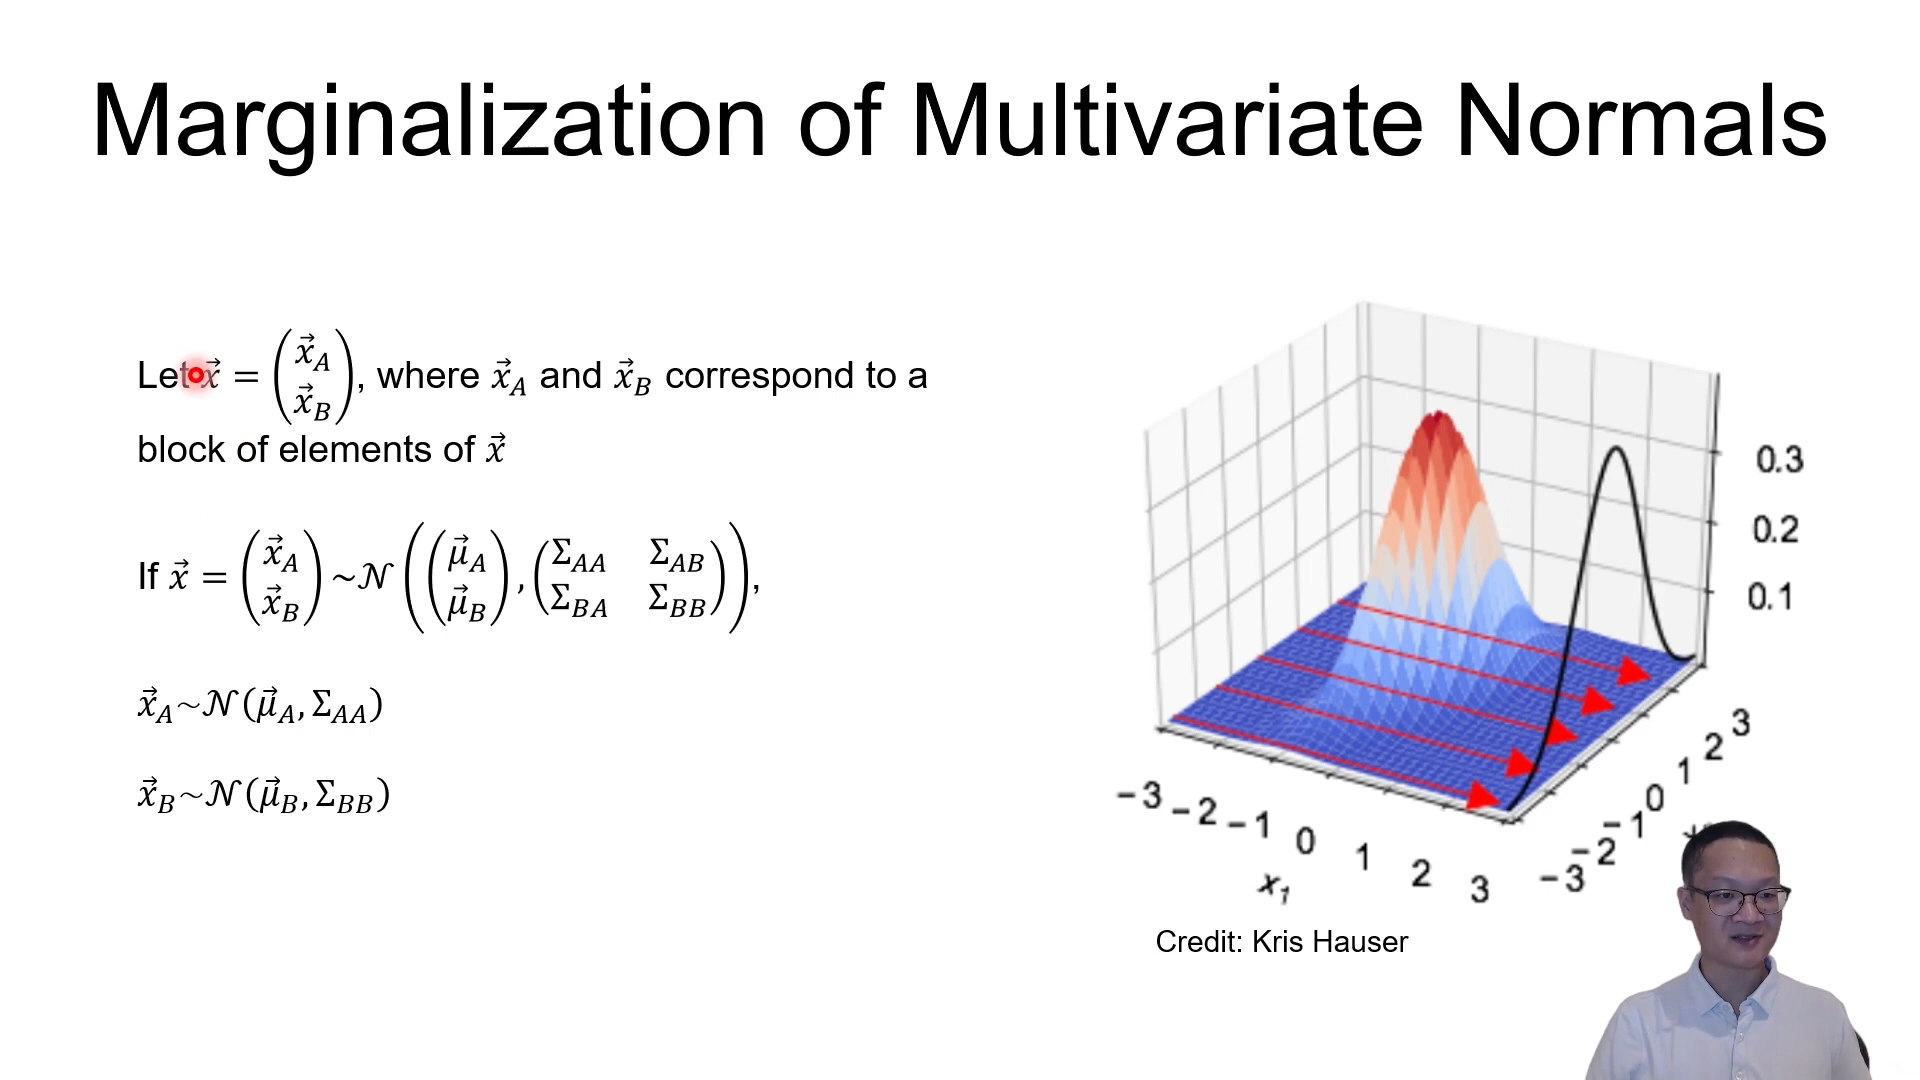 Marginalization of Multivariate Normals
Let x⃗ = (x⃗_A x⃗_B), where x⃗_A and x⃗_B correspond to a
block of elements of x⃗
If x⃗ = (x⃗_A x⃗_B) ~𝒩((μ⃗_A μ⃗_B), (Σ_AA Σ_AB Σ_BA Σ_BB)),
x⃗_A~𝒩(μ⃗_A, Σ_AA)
x⃗_B~𝒩(μ⃗_B, Σ_BB)
0.3
0.2
0.1
−3 −2 −1 0 1 2 3
x₁
−3 −2 −1 0 1 2 3
Credit: Kris Hauser